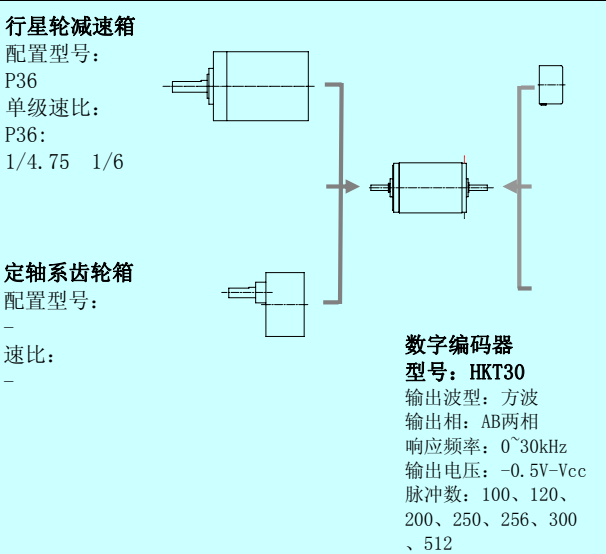 行星轮减速箱
配置型号：
P36
单级速比：
P36:
1/4.75  1/6
定轴系齿轮箱
配置型号：
-
速比：
-
数字编码器
型号：HKT30
输出波型：方波
输出相：AB两相
响应频率：0~30kHz
输出电压：-0.5V-Vcc
脉冲数：100、120、
200、250、256、300
、512